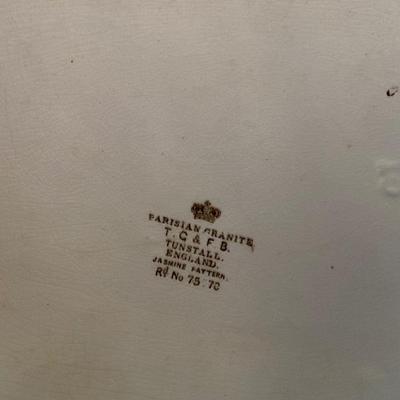 PARISIAN GRANITE
T. G & F B.
TUNSTALL.
ENGLAND.
JASMINE PATTERN.
Rd No 75 70